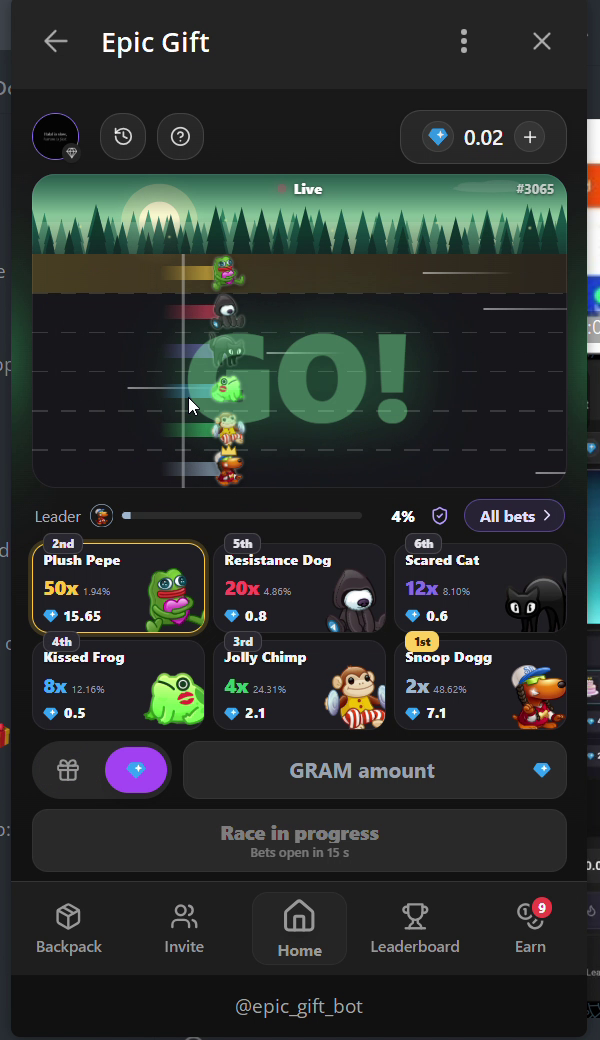 Epic Gift
0.02
Live
#3065
GO!
Leader
4%
All bets
2nd
Plush Pepe
50x 1.94%
15.65
5th
Resistance Dog
20x 4.86%
0.8
6th
Scared Cat
12x 8.10%
0.6
4th
Kissed Frog
8x 12.16%
0.5
3rd
Jolly Chimp
4x 24.31%
2.1
1st
Snoop Dogg
2x 48.62%
7.1
GRAM amount
Race in progress
Bets open in 15 s
Backpack
Invite
Home
Leaderboard
9
Earn
@epic_gift_bot